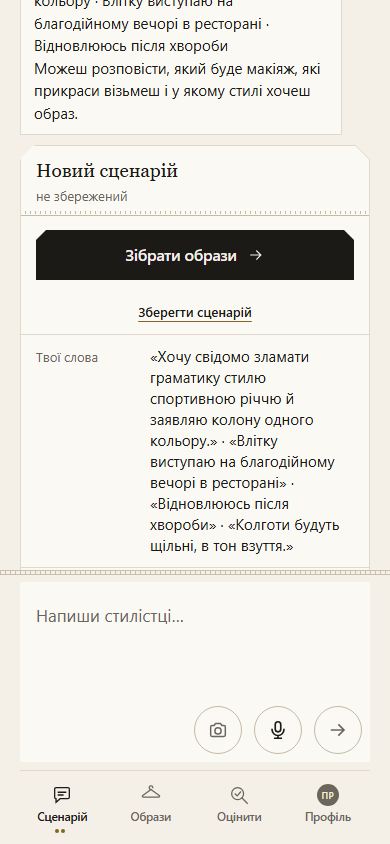 кольору · Влітку виступаю на
благодійному вечорі в ресторані ·
Відновлююсь після хвороби
Можеш розповісти, який буде макіяж, які
прикраси візьмеш і у якому стилі хочеш
образ.
Новий сценарій
не збережений
Зібрати образи →
Зберегти сценарій
Твої слова
«Хочу свідомо зламати
граматику стилю
спортивною річчю й
заявляю колону одного
кольору.» · «Влітку
виступаю на благодійному
вечорі в ресторані» ·
«Відновлююсь після
хвороби» · «Колготи будуть
щільні, в тон взуття.»
Напиши стилістці...
Сценарій
Образи
Оцінити
ПР
Профіль